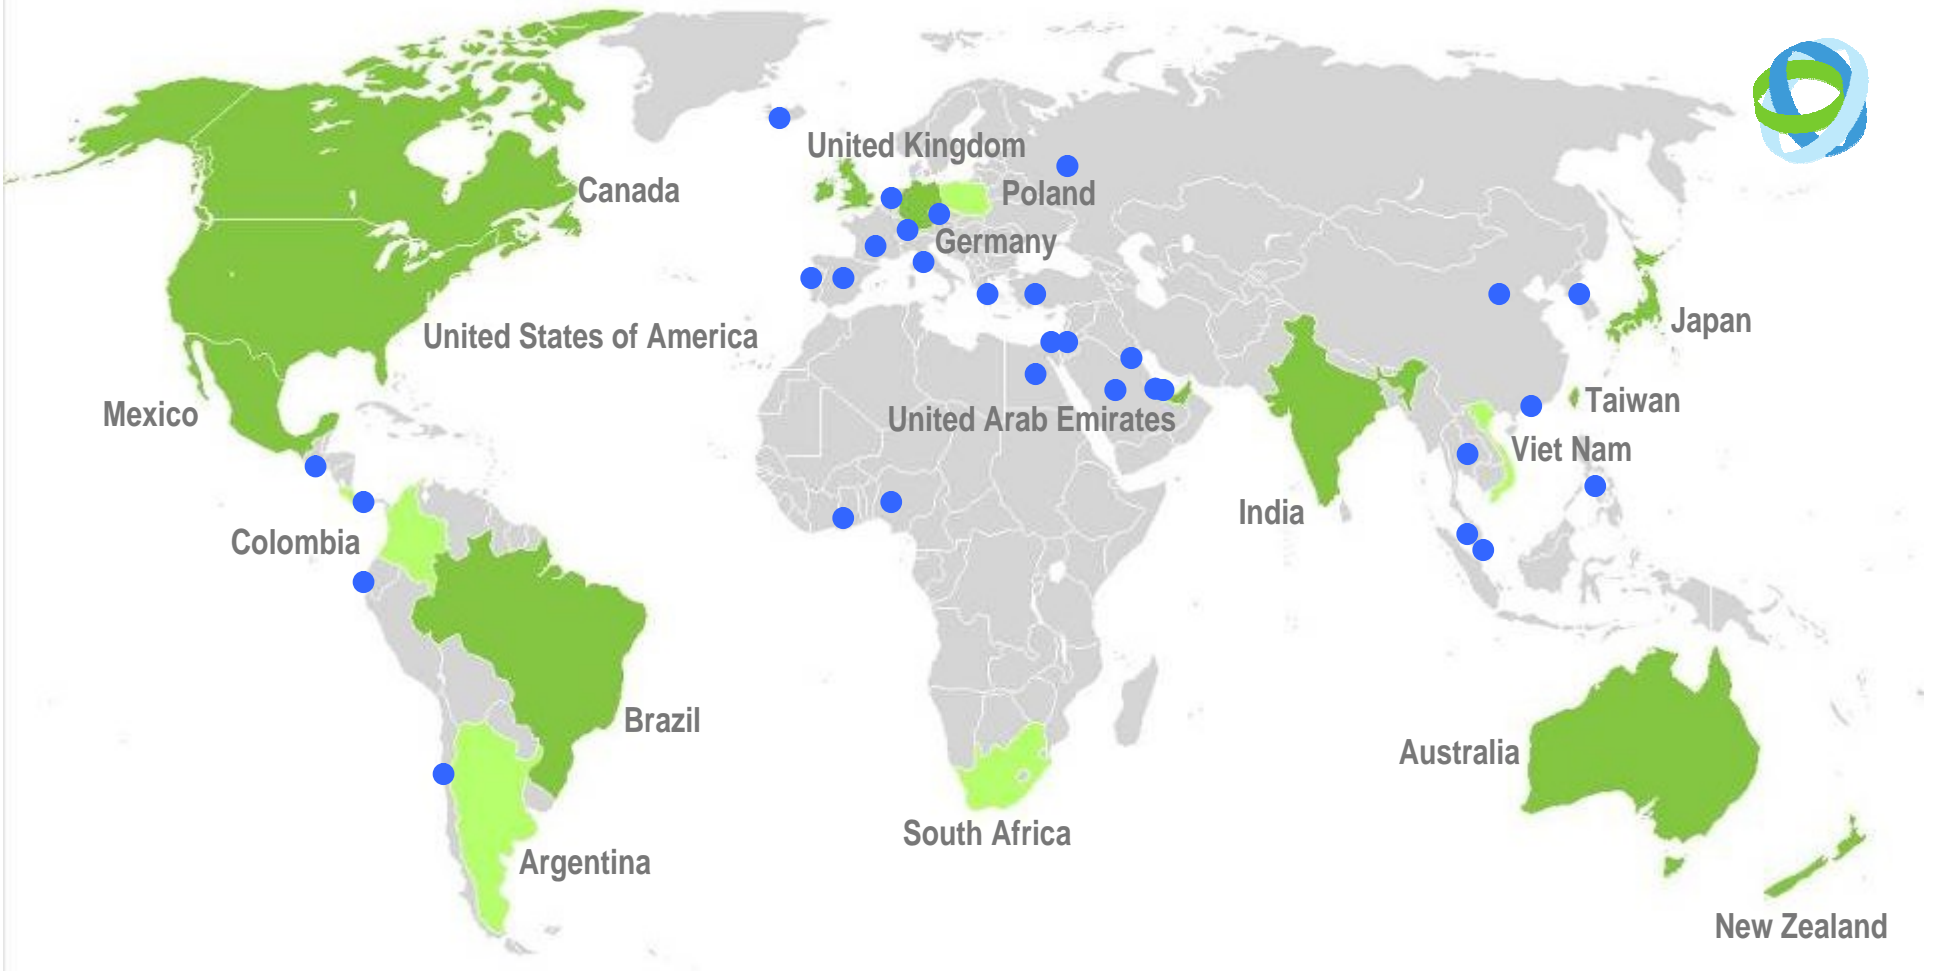 United Kingdom
Canada
Poland
Germany
United States of America
Japan
Mexico
United Arab Emirates
Taiwan
Viet Nam
India
Colombia
Brazil
Australia
South Africa
Argentina
New Zealand